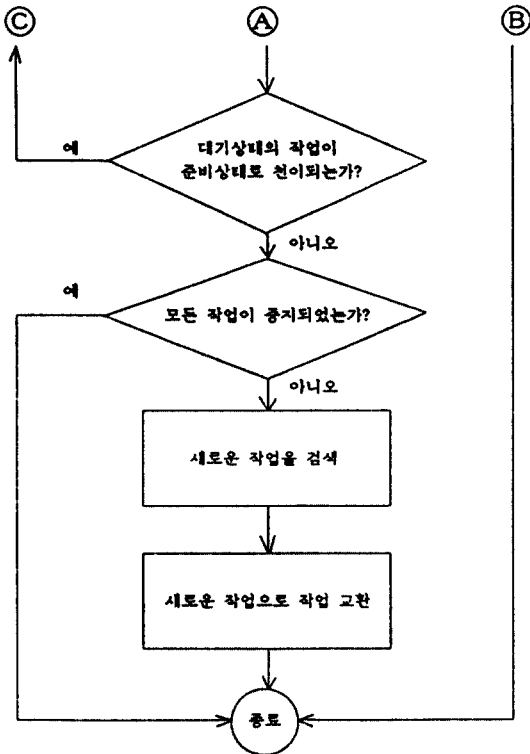 Ⓒ Ⓐ Ⓑ
예
대기상태의 작업이
준비상태로 천이되는가?
아니오
예
모든 작업이 중지되었는가?
아니오
새로운 작업을 검색
새로운 작업으로 작업 교환
종료